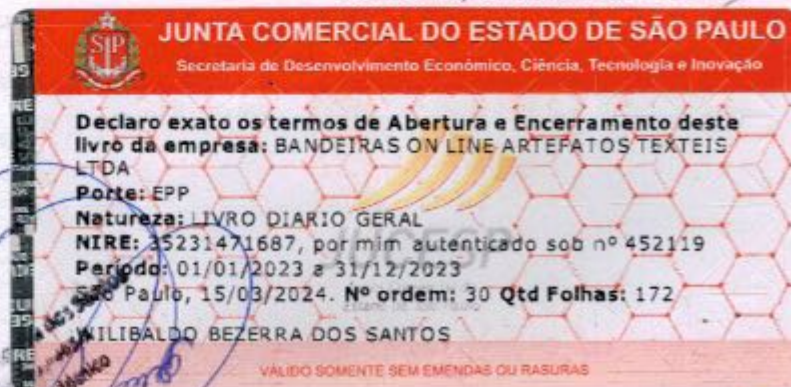 JUNTA COMERCIAL DO ESTADO DE SÃO PAULO
Secretaria de Desenvolvimento Econômico, Ciência, Tecnologia e Inovação
Declaro exato os termos de Abertura e Encerramento deste
livro da empresa: BANDEIRAS ON LINE ARTEFATOS TEXTEIS
LTDA
Porte: EPP
Natureza: LIVRO DIARIO GERAL
NIRE: 35231471687, por mim autenticado sob nº 452119
Período: 01/01/2023 a 31/12/2023
São Paulo, 15/03/2024. Nº ordem: 30 Qtd Folhas: 172
WILIBALDO BEZERRA DOS SANTOS
VÁLIDO SOMENTE SEM EMENDAS OU RASURAS
JUCESP